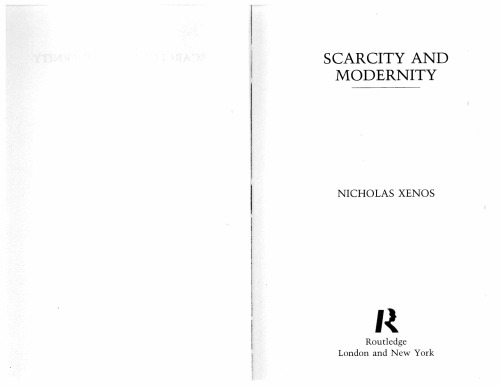 SCARCITY AND
MODERNITY
NICHOLAS XENOS
R
Routledge
London and New York